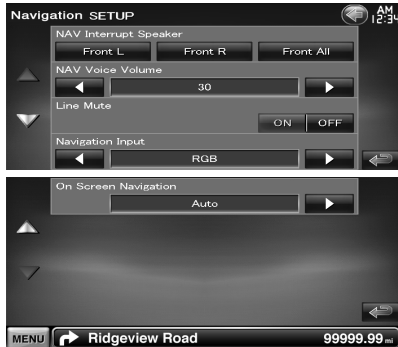 Navigation SETUP
AM
12:34
NAV Interrupt Speaker
Front L Front R Front All
NAV Voice Volume
30
Line Mute
ON OFF
Navigation Input
RGB
On Screen Navigation
Auto
MENU Ridgeview Road 99999.99 mi